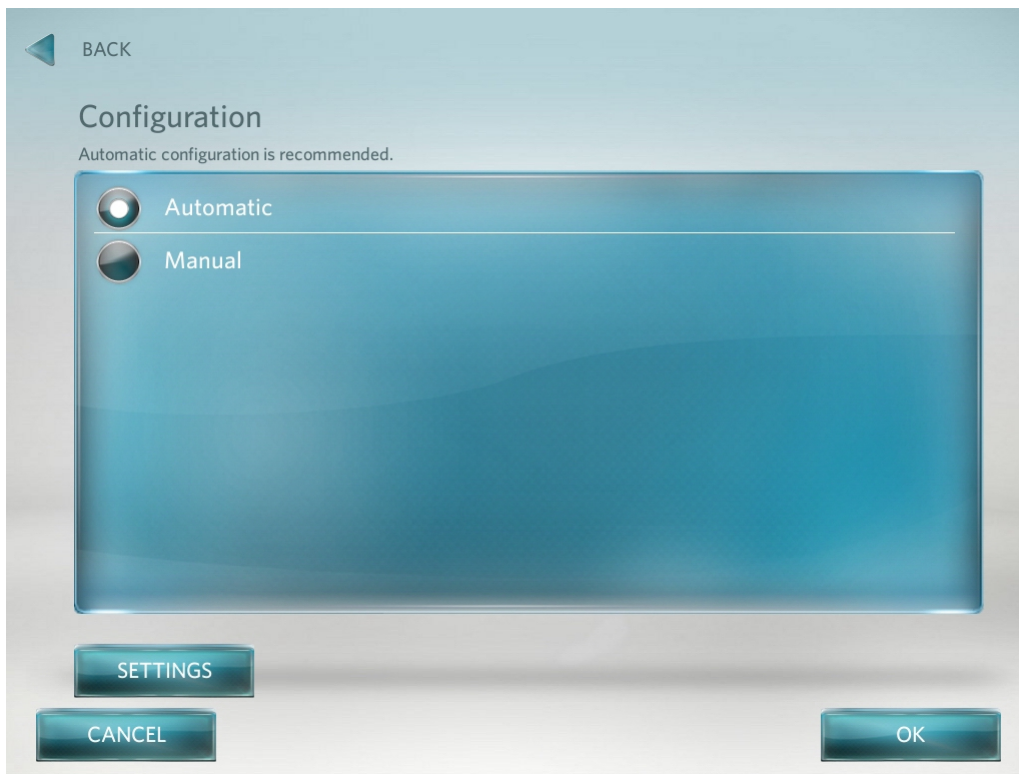 BACK
Configuration
Automatic configuration is recommended.
Automatic
Manual
SETTINGS
CANCEL
OK